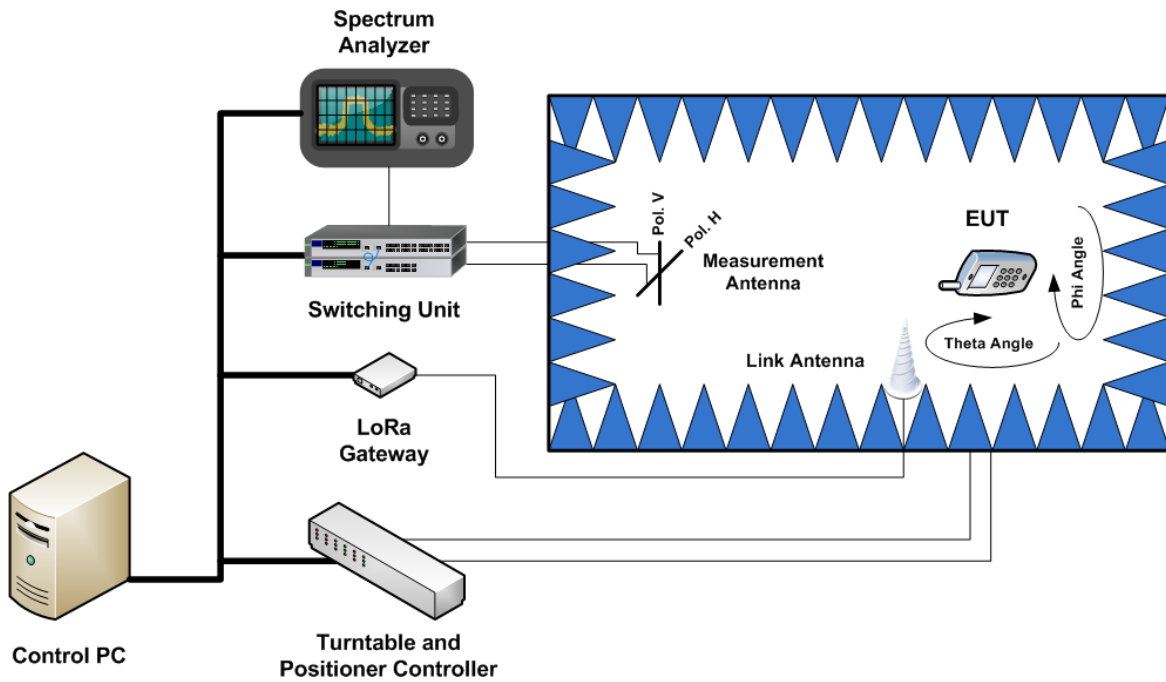 Spectrum
Analyzer
Switching Unit
LoRa
Gateway
Control PC
Turntable and
Positioner Controller
Pol. V
Pol. H
Measurement
Antenna
EUT
Phi Angle
Theta Angle
Link Antenna